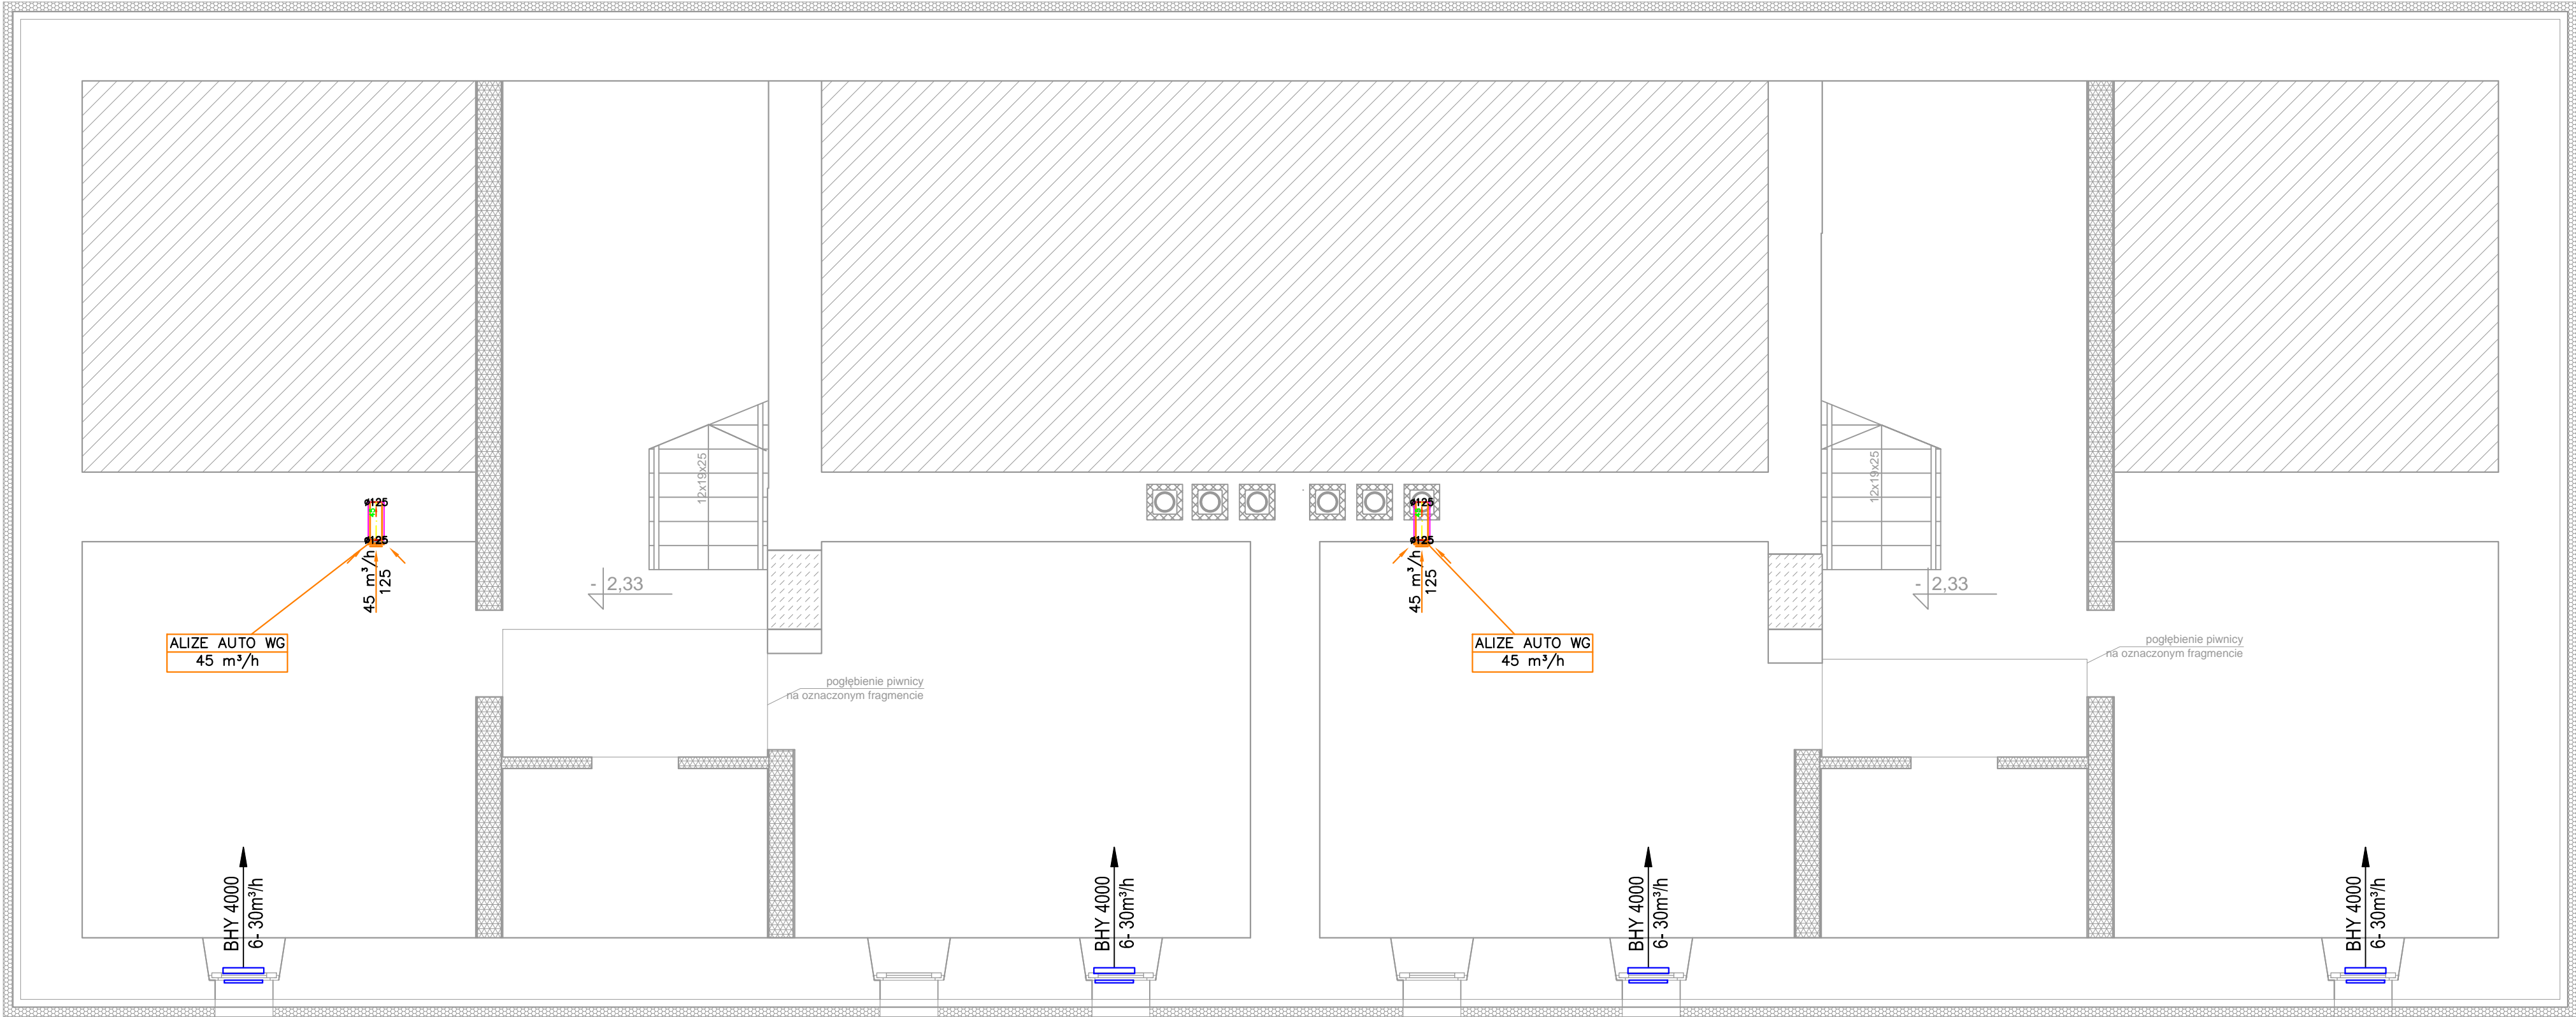 12x19x25
12x19x25
ø125
ø125
45 m³/h
125
ø125
ø125
45 m³/h
125
- 2,33
- 2,33
ALIZE AUTO WG
45 m³/h
ALIZE AUTO WG
45 m³/h
pogłębienie piwnicy
na oznaczonym fragmencie
pogłębienie piwnicy
na oznaczonym fragmencie
BHY 4000
6- 30m³/h
BHY 4000
6- 30m³/h
BHY 4000
6- 30m³/h
BHY 4000
6- 30m³/h